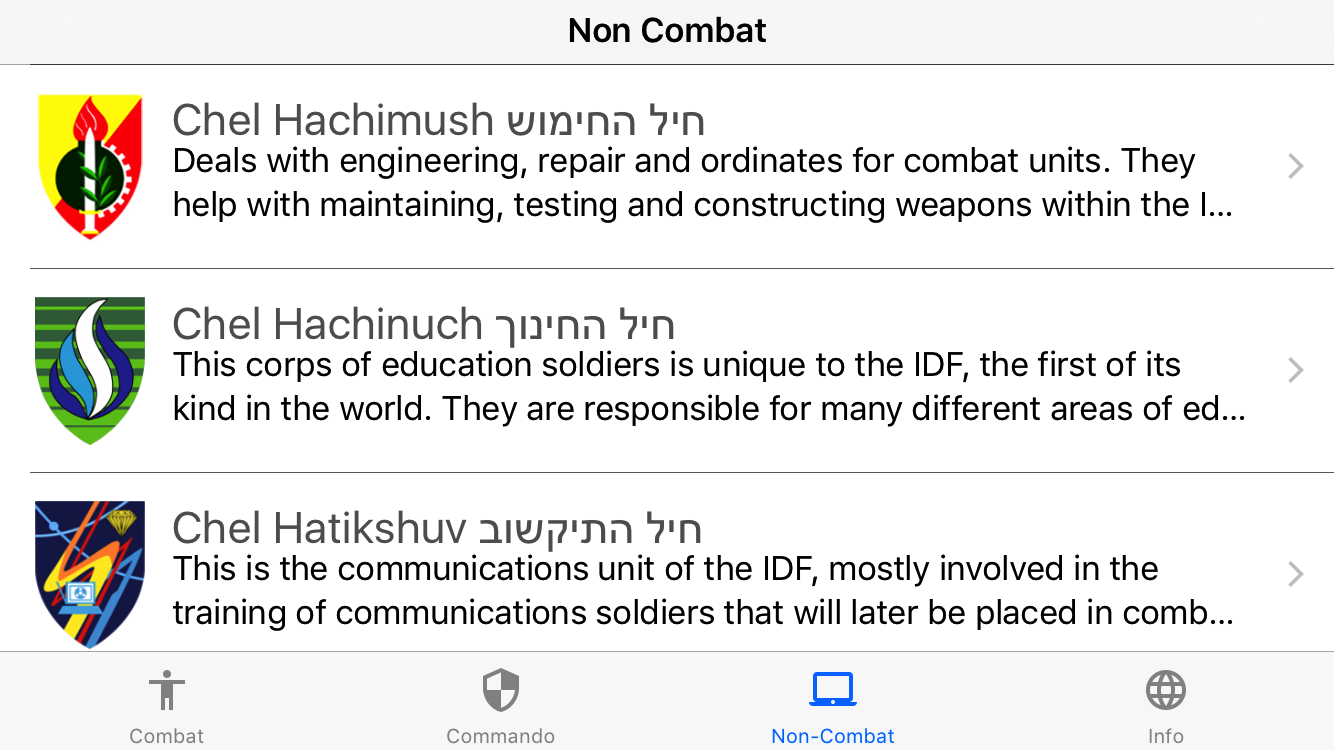 Non Combat
Chel Hachimush חיל החימוש
Deals with engineering, repair and ordinates for combat units. They
help with maintaining, testing and constructing weapons within the I...
Chel Hachinuch חיל החינוך
This corps of education soldiers is unique to the IDF, the first of its
kind in the world. They are responsible for many different areas of ed...
Chel Hatikshuv חיל התיקשוב
This is the communications unit of the IDF, mostly involved in the
training of communications soldiers that will later be placed in comb...
Combat
Commando
Non-Combat
Info